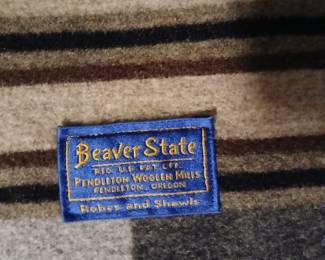 Beaver State
REG. U.S. PAT. OFF.
PENDLETON WOOLEN MILLS
PENDLETON, OREGON
Robes and Shawls